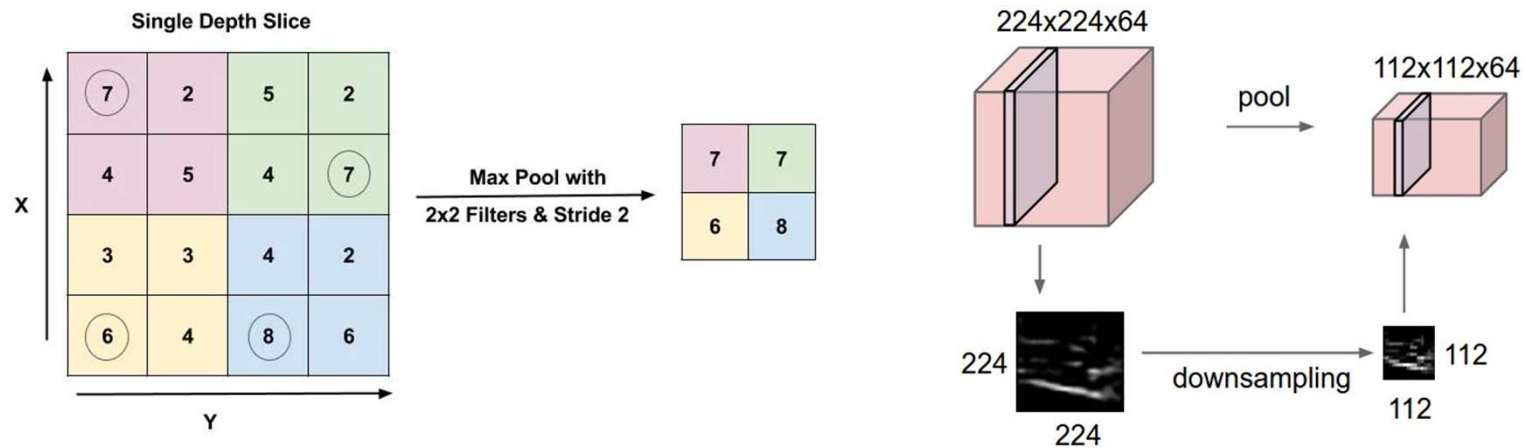 Single Depth Slice
7 2 5 2
4 5 4 7
3 3 4 2
6 4 8 6
X
Y
Max Pool with
2x2 Filters & Stride 2
7 7
6 8
224x224x64
pool
112x112x64
224
224
downsampling
112
112